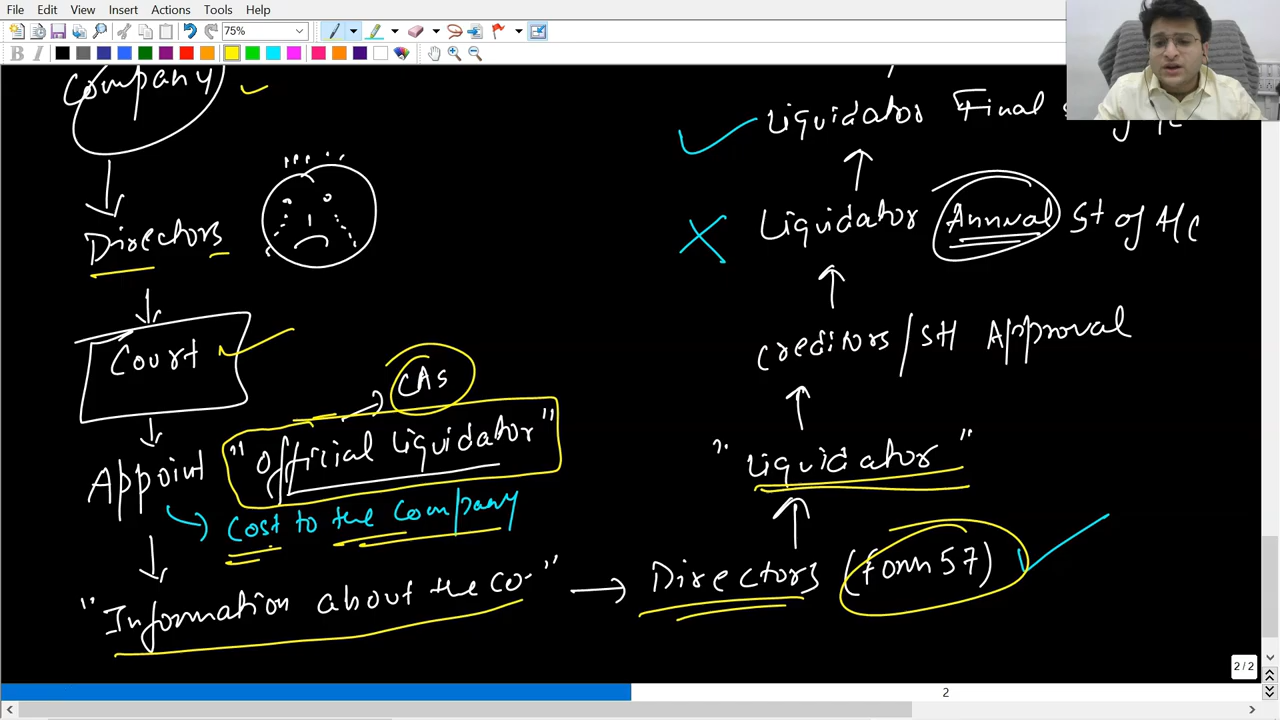 File Edit View Insert Actions Tools Help
75%
B I
Company
Directors
Court
CAs
Appoint "Official Liquidator"
Cost to the Company
"Information about the Co." → Directors (Form 57)
"Liquidator"
Creditors/SH Approval
Liquidator Annual St of A/C
Liquidator Final
2/2
2